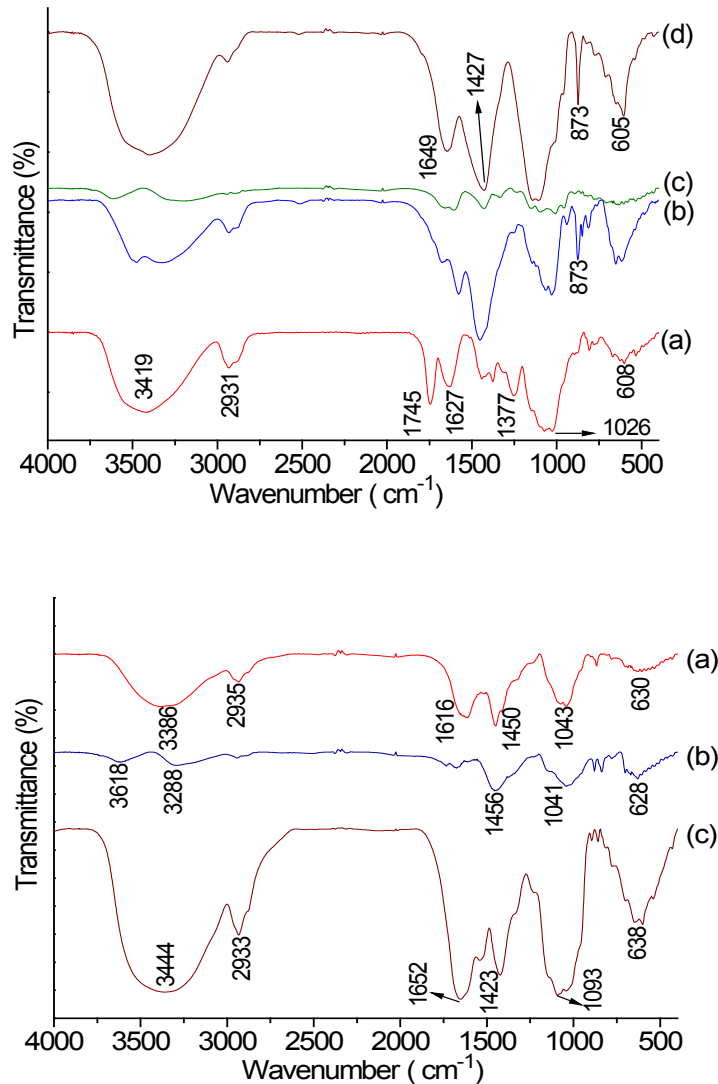 (d)
1427
1649
873
605
(c)
(b)
873
(a)
3419
2931
1745
1627
1377
1026
608
Transmittance (%)
4000 3500 3000 2500 2000 1500 1000 500
Wavenumber ( cm-1)
(a)
3386
2935
1616
1450
1043
630
(b)
3618
3288
1456
1041
628
(c)
3444
2933
1652
1423
1093
638
Transmittance (%)
4000 3500 3000 2500 2000 1500 1000 500
Wavenumber (cm-1)